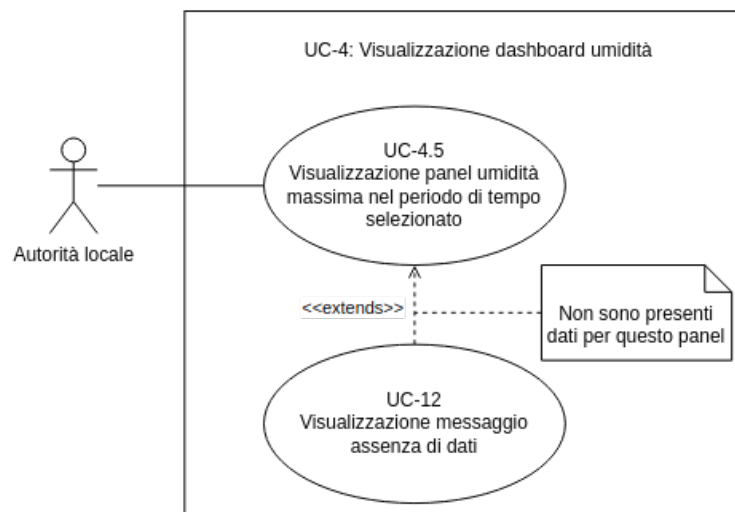 UC-4: Visualizzazione dashboard umidità
UC-4.5
Visualizzazione panel umidità
massima nel periodo di tempo
selezionato
Autorità locale
<<extends>>
Non sono presenti
dati per questo panel
UC-12
Visualizzazione messaggio
assenza di dati